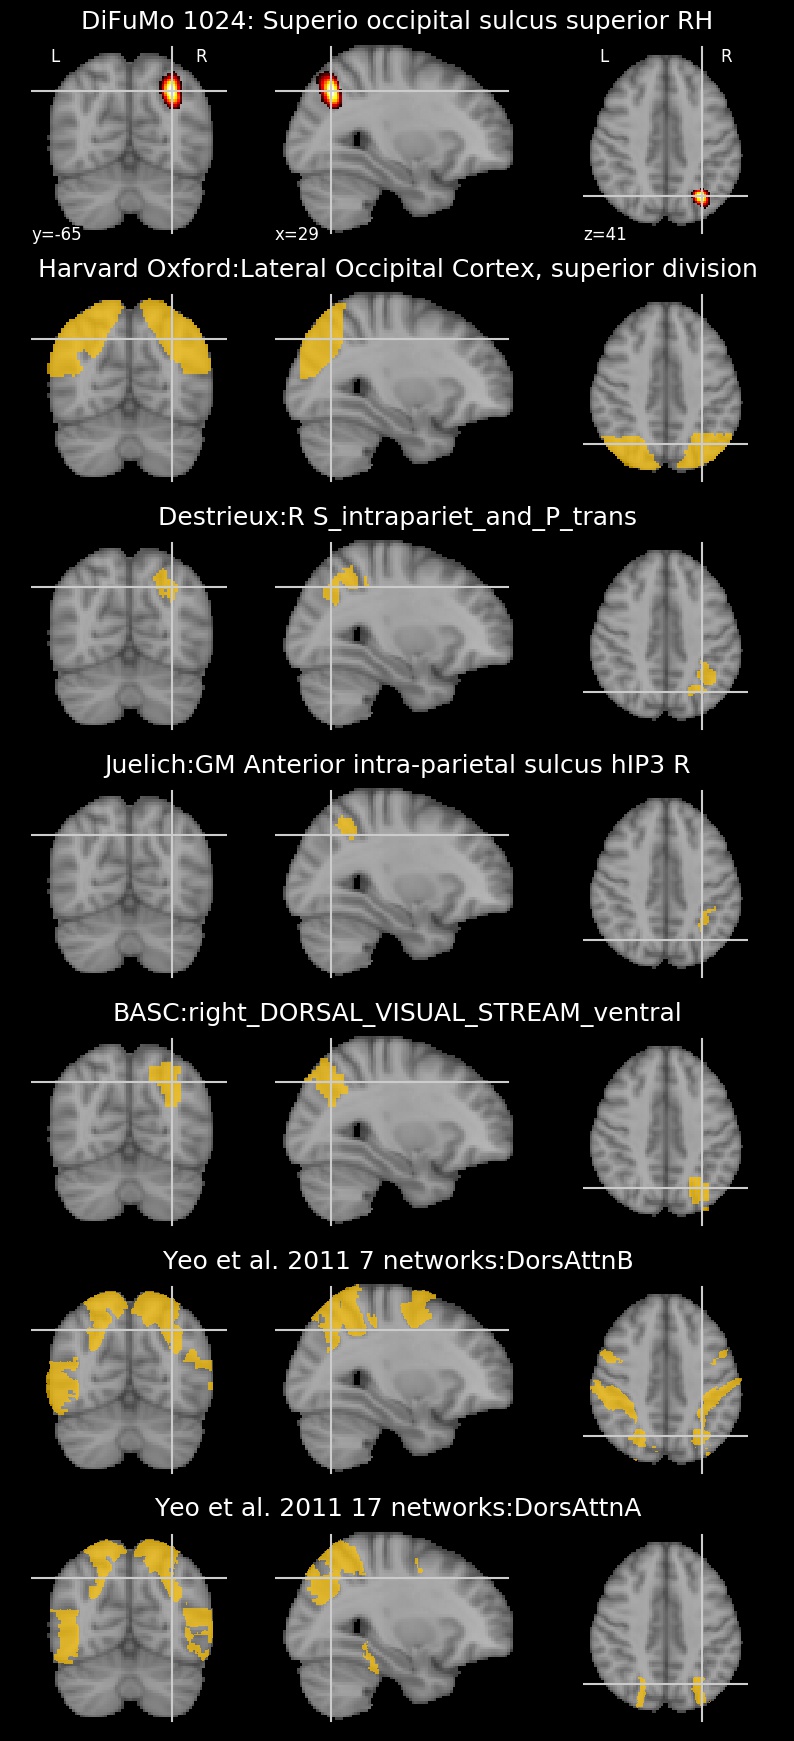 DiFuMo 1024: Superio occipital sulcus superior RH
L R L R
y=-65 x=29 z=41
Harvard Oxford:Lateral Occipital Cortex, superior division
Destrieux:R S_intrapariet_and_P_trans
Juelich:GM Anterior intra-parietal sulcus hIP3 R
BASC:right_DORSAL_VISUAL_STREAM_ventral
Yeo et al. 2011 7 networks:DorsAttnB
Yeo et al. 2011 17 networks:DorsAttnA